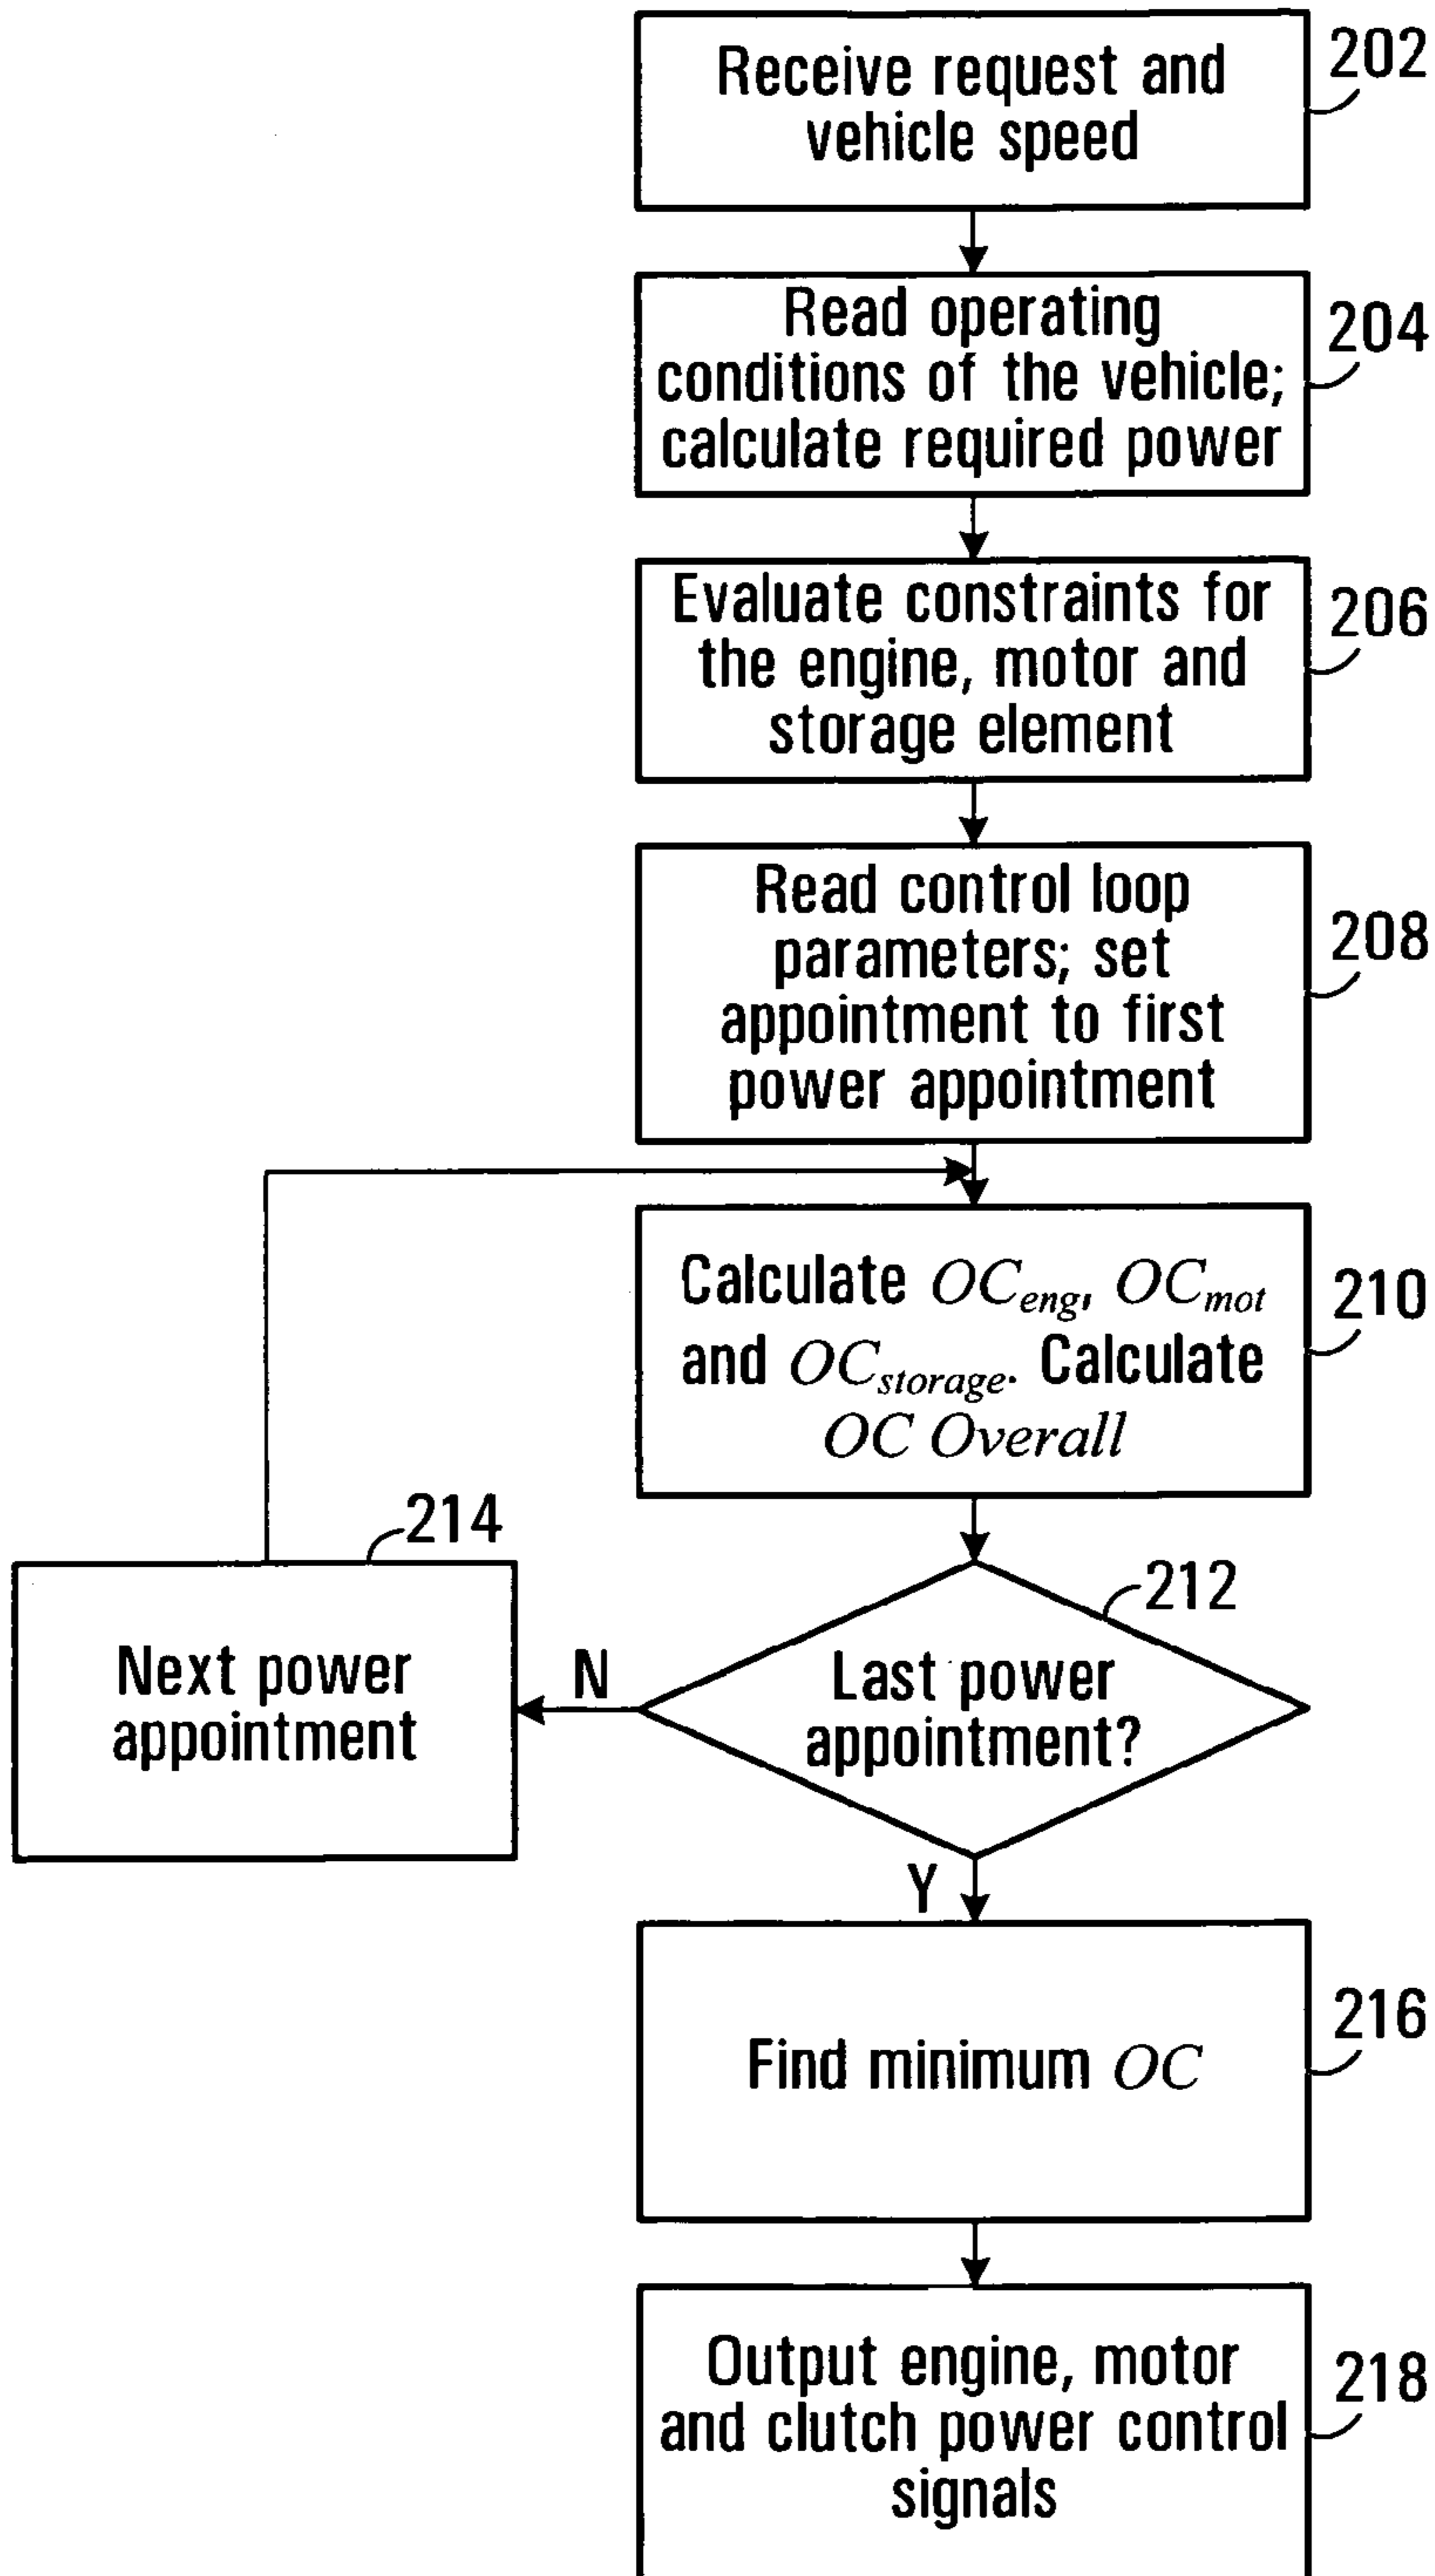 Receive request and
vehicle speed
202
Read operating
conditions of the vehicle;
calculate required power
204
Evaluate constraints for
the engine, motor and
storage element
206
Read control loop
parameters; set
appointment to first
power appointment
208
Calculate OCeng, OCmot
and OCstorage. Calculate
OC Overall
210
212
Last power
appointment?
N
214
Next power
appointment
Y
Find minimum OC
216
Output engine, motor
and clutch power control
signals
218